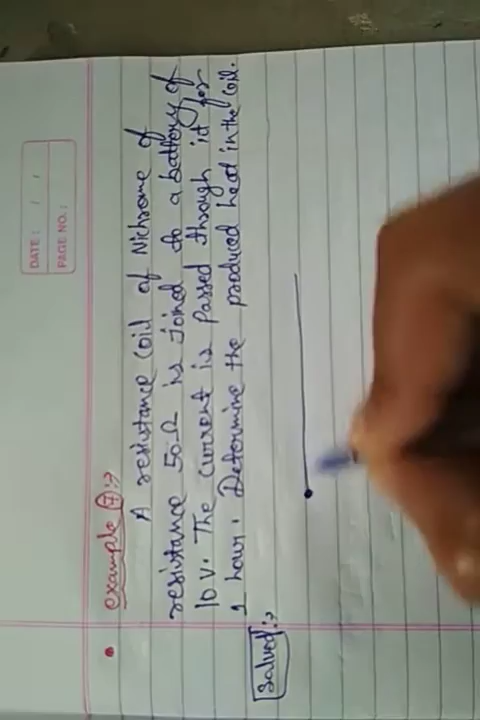 DATE: / /
PAGE NO.:
• Example (7):→
A resistance coil of Nichrome of
resistance 50Ω is joined to a battery of
10 V. The current is passed through it for
1 hour. Determine the produced heat in the coil.
Solved:→